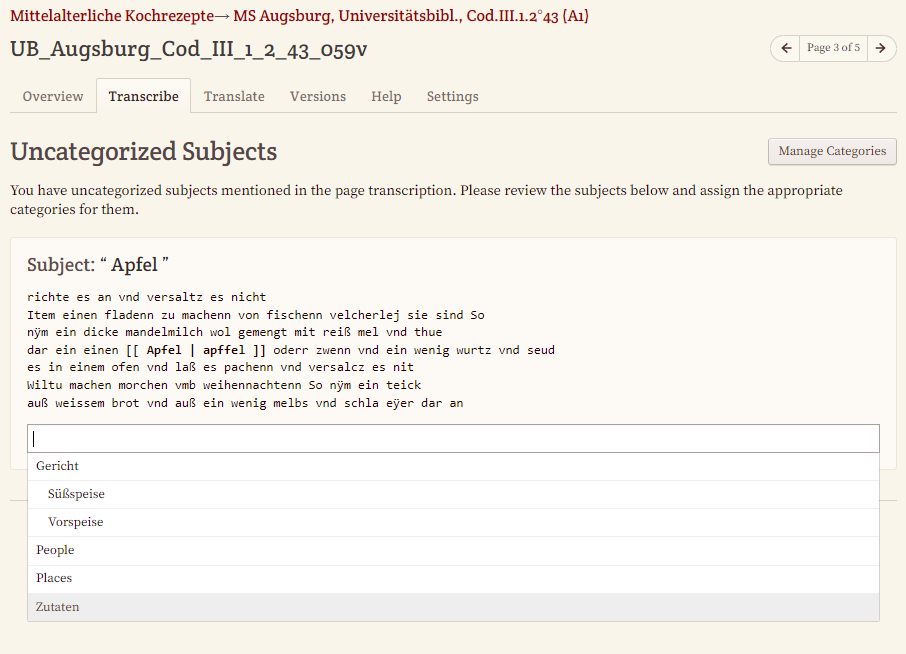 Mittelalterliche Kochrezepte→ MS Augsburg, Universitätsbibl., Cod.III.1.2°43 (A1)
UB_Augsburg_Cod_III_1_2_43_059v
← Page 3 of 5 →
Overview Transcribe Translate Versions Help Settings
Uncategorized Subjects
Manage Categories
You have uncategorized subjects mentioned in the page transcription. Please review the subjects below and assign the appropriate
categories for them.
Subject: “ Apfel ”
richte es an vnd versaltz es nicht
Item einen fladenn zu machenn von fischenn velcherlej sie sind So
nÿm ein dicke mandelmilch wol gemengt mit reiß mel vnd thue
dar ein einen [[ Apfel | apffel ]] oderr zwenn vnd ein wenig wurtz vnd seud
es in einem ofen vnd laß es pachenn vnd versalcz es nit
Wiltu machen morchen vmb weihennachtenn So nÿm ein teick
auß weissem brot vnd auß ein wenig melbs vnd schla eÿer dar an
Gericht
Süßspeise
Vorspeise
People
Places
Zutaten